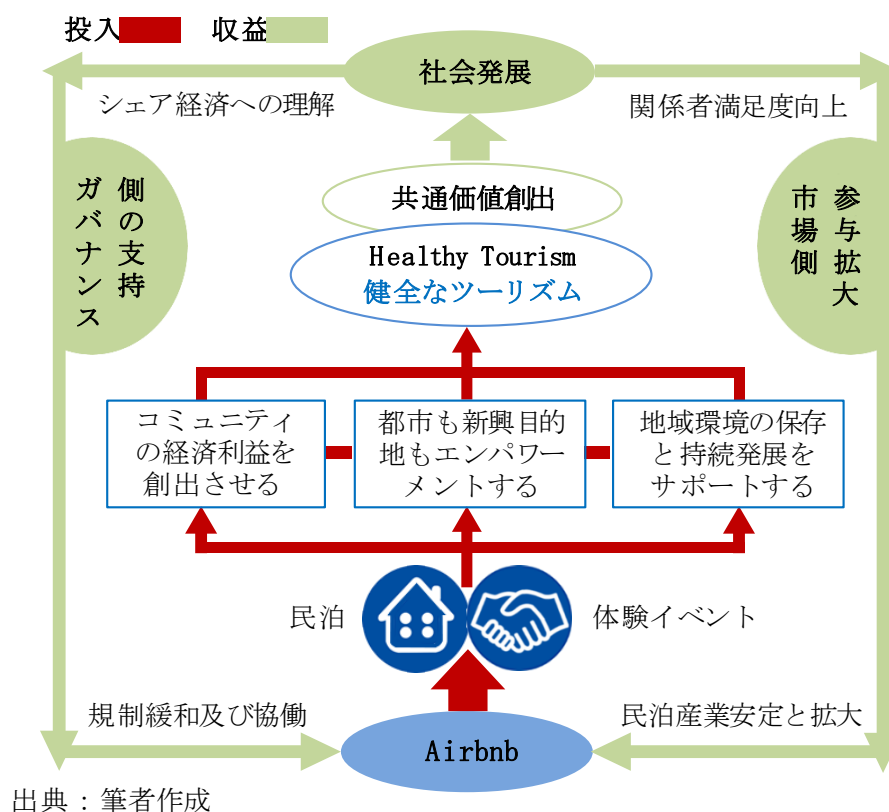 投入 収益
社会発展
シェア経済への理解
関係者満足度向上
ガバナンス
側の支持
参与拡大
市場側
共通価値創出
Healthy Tourism
健全なツーリズム
コミュニティ
の経済利益を
創出させる
都市も新興目的
地もエンパワー
メントする
地域環境の保存
と持続発展を
サポートする
民泊
体験イベント
規制緩和及び協働
民泊産業安定と拡大
Airbnb
出典：筆者作成